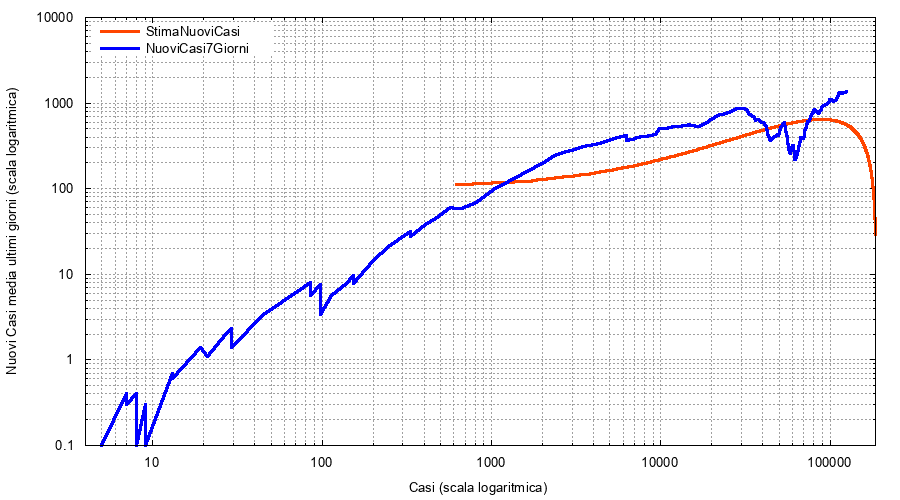 10000
1000
100
10
1
0.1
Nuovi Casi media ultimi giorni (scala logaritmica)
StimaNuoviCasi
NuoviCasi7Giorni
10 100 1000 10000 100000
Casi (scala logaritmica)